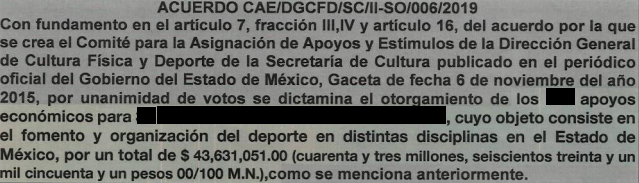 ACUERDO CAE/DGCFD/SC/II-SO/006/2019
Con fundamento en el artículo 7, fracción III,IV y artículo 16, del acuerdo por la que
se crea el Comité para la Asignación de Apoyos y Estímulos de la Dirección General
de Cultura Física y Deporte de la Secretaría de Cultura publicado en el periódico
oficial del Gobierno del Estado de México, Gaceta de fecha 6 de noviembre del año
2015, por unanimidad de votos se dictamina el otorgamiento de los apoyos
económicos para , cuyo objeto consiste en
el fomento y organización del deporte en distintas disciplinas en el Estado de
México, por un total de $ 43,631,051.00 (cuarenta y tres millones, seiscientos treinta y un
mil cincuenta y un pesos 00/100 M.N.),como se menciona anteriormente.